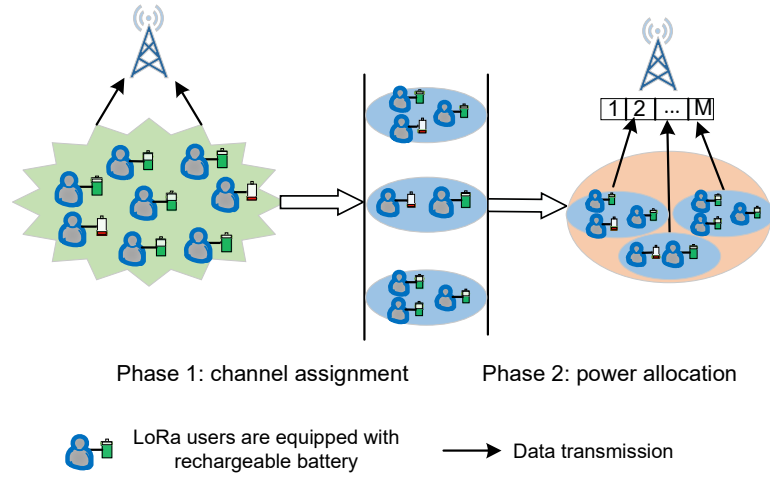 1 2 ... M
Phase 1: channel assignment
Phase 2: power allocation
LoRa users are equipped with
rechargeable battery
Data transmission